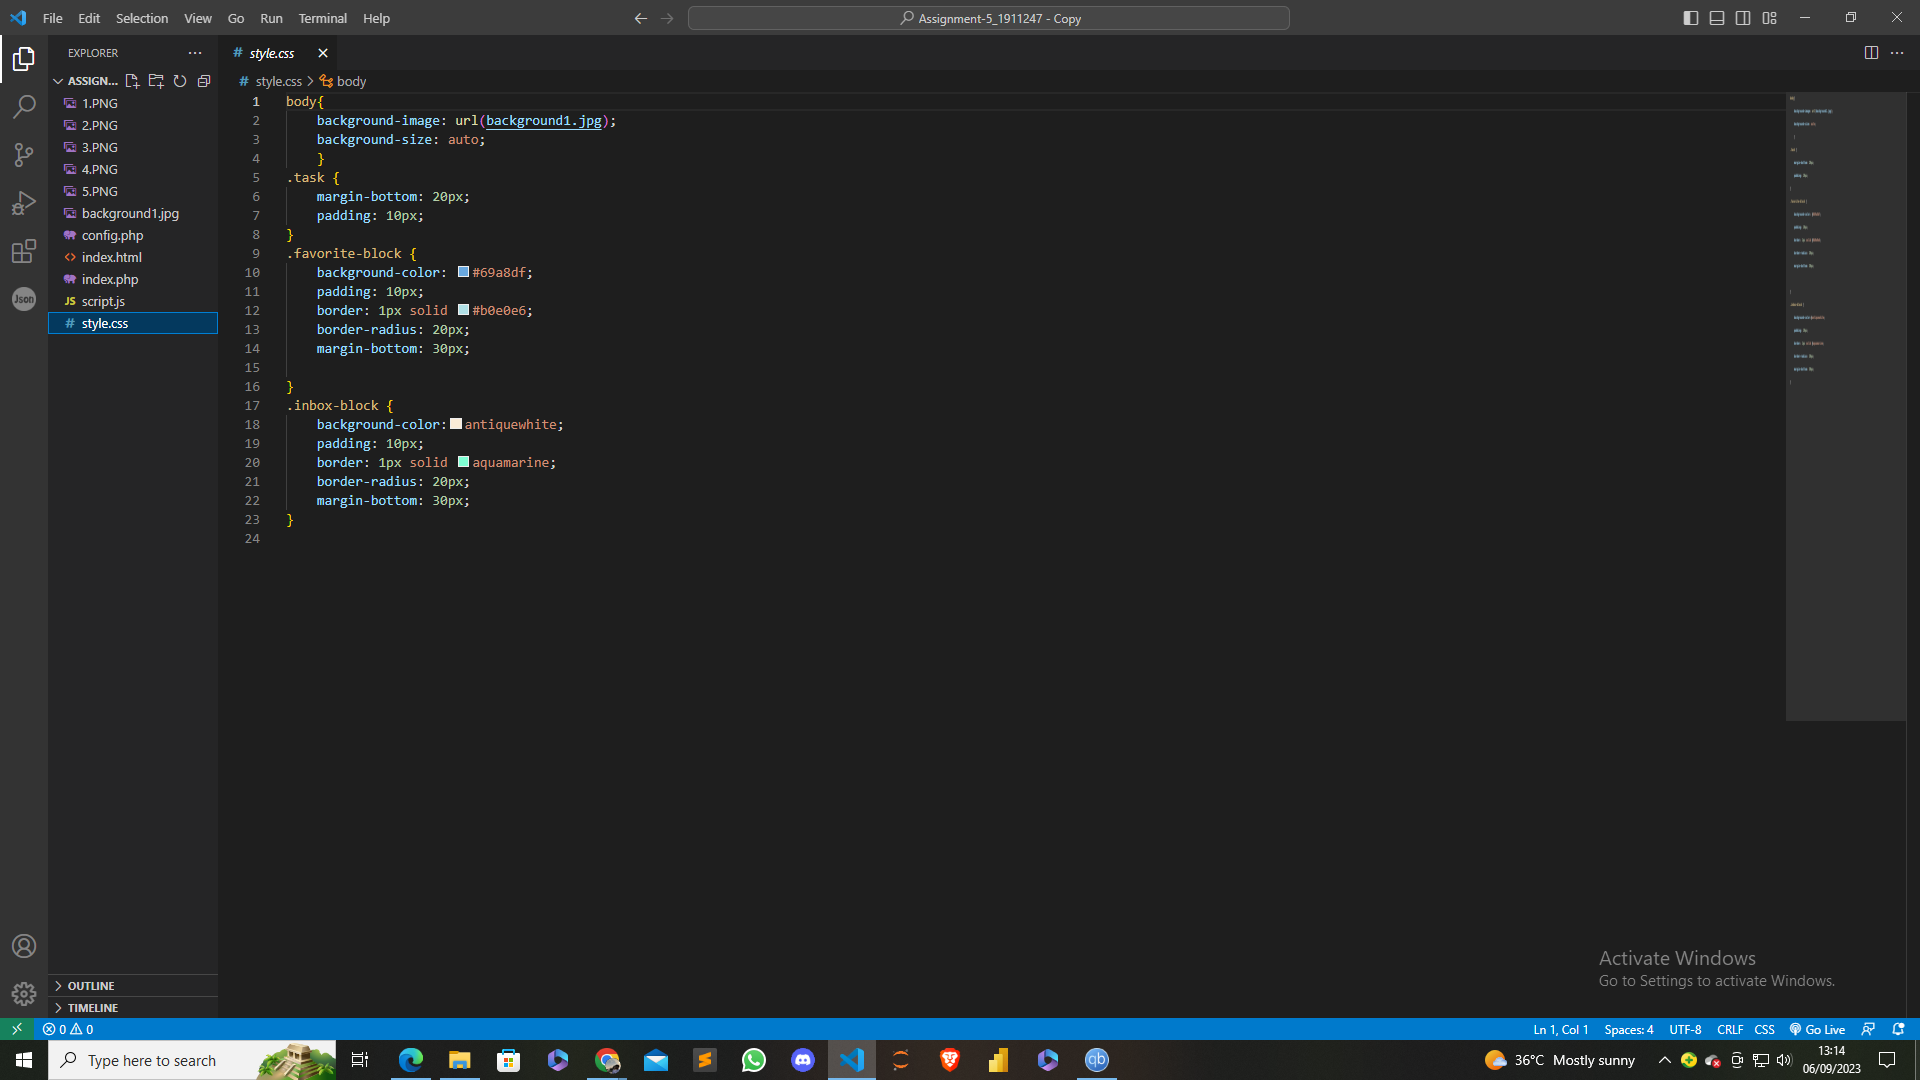 File Edit Selection View Go Run Terminal Help
Assignment-5_1911247 - Copy
EXPLORER
ASSIGN...
1.PNG
2.PNG
3.PNG
4.PNG
5.PNG
background1.jpg
config.php
index.html
index.php
JS script.js
# style.css
OUTLINE
TIMELINE
# style.css
# style.css > body
1 body{
2     background-image: url(background1.jpg);
3     background-size: auto;
4     }
5 .task {
6     margin-bottom: 20px;
7     padding: 10px;
8 }
9 .favorite-block {
10     background-color: #69a8df;
11     padding: 10px;
12     border: 1px solid #b0e0e6;
13     border-radius: 20px;
14     margin-bottom: 30px;
15
16 }
17 .inbox-block {
18     background-color: antiquewhite;
19     padding: 10px;
20     border: 1px solid aquamarine;
21     border-radius: 20px;
22     margin-bottom: 30px;
23 }
24
Json
Activate Windows
Go to Settings to activate Windows.
0 0 Ln 1, Col 1 Spaces: 4 UTF-8 CRLF CSS Go Live
Type here to search
qb
36°C Mostly sunny
13:14
06/09/2023